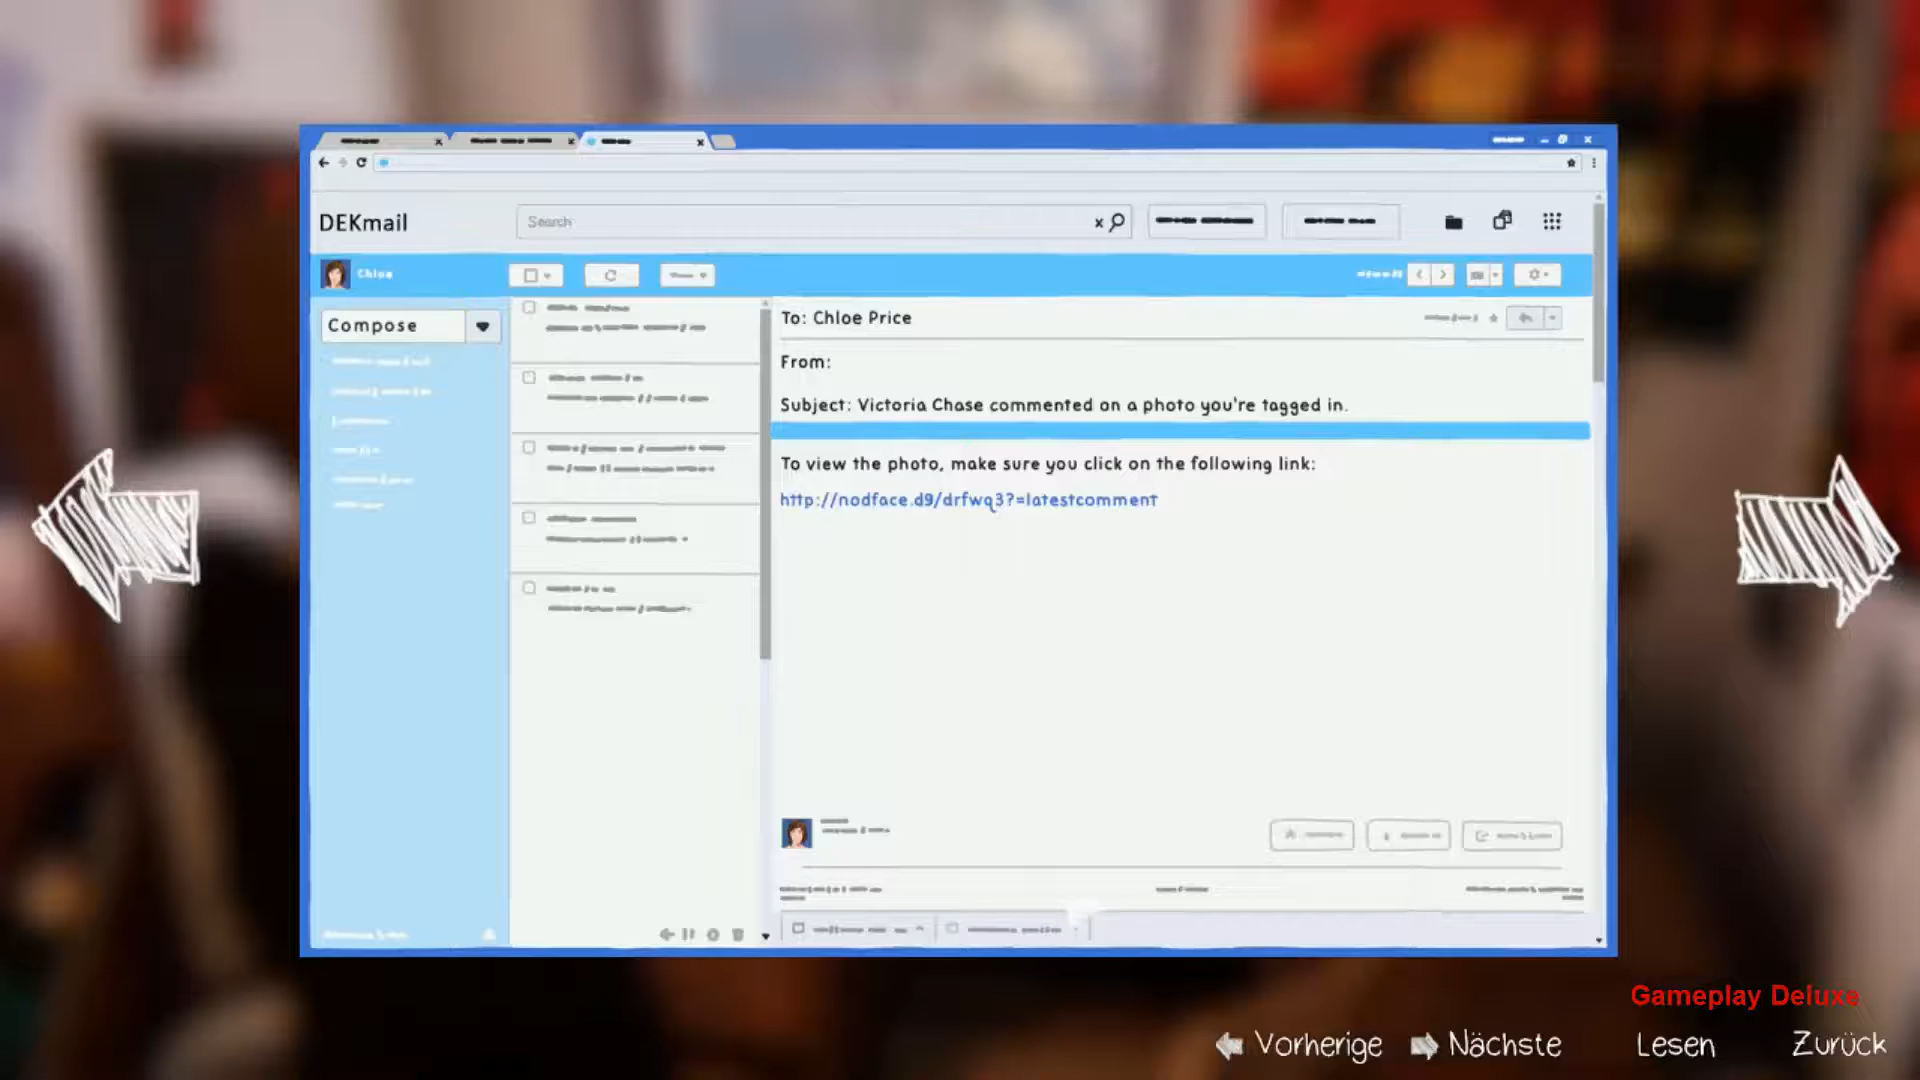 DEKmail
Search
Chloe
Compose
To: Chloe Price
From:
Subject: Victoria Chase commented on a photo you're tagged in.
To view the photo, make sure you click on the following link:
http://nodface.d9/drfwq3?=latestcomment
Gameplay Deluxe
Vorherige
Nächste
Lesen
Zurück